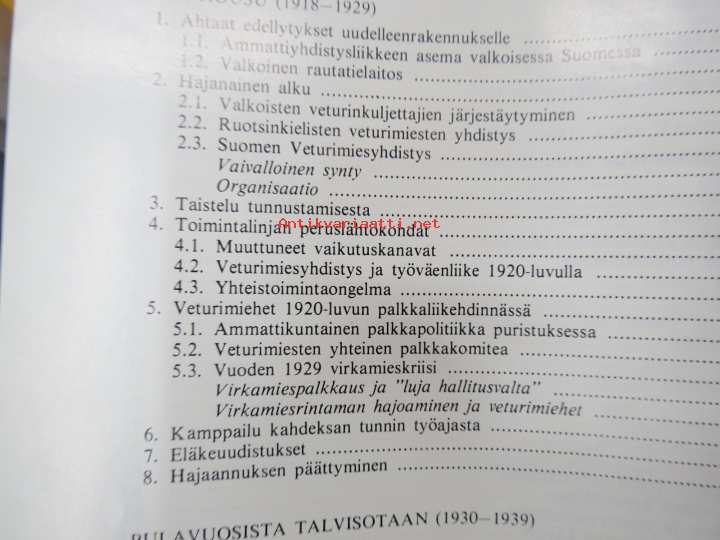 (1918—1929)
1. Ahtaat edellytykset uudelleenrakennukselle
1.1. Ammattiyhdistysliikkeen asema valkoisessa Suomessa
1.2. Valkoinen rautatielaitos
2. Hajanainen alku
2.1. Valkoisten veturinkuljettajien järjestäytyminen
2.2. Ruotsinkielisten veturimiesten yhdistys
2.3. Suomen Veturimiesyhdistys
Vaivalloinen synty
Organisaatio
3. Taistelu tunnustamisesta
4. Toimintalinjan peruslähtökohdat
Antikvariaatti.net
4.1. Muuttuneet vaikutuskanavat
4.2. Veturimiesyhdistys ja työväenliike 1920-luvulla
4.3. Yhteistoimintaongelma
5. Veturimiehet 1920-luvun palkkaliikehdinnässä
5.1. Ammattikuntainen palkkapolitiikka puristuksessa
5.2. Veturimiesten yhteinen palkkakomitea
5.3. Vuoden 1929 virkamieskriisi
Virkamiespalkkaus ja ”luja hallitusvalta”
Virkamiesrintaman hajoaminen ja veturimiehet
6. Kamppailu kahdeksan tunnin työajasta
7. Eläkeuudistukset
8. Hajaannuksen päättyminen
PULAVUOSISTA TALVISOTAAN (1930—1939)